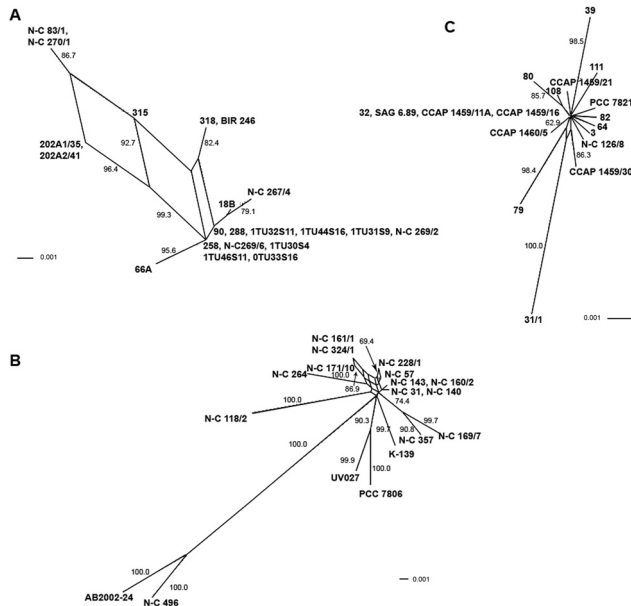 A
N-C 83/1,
N-C 270/1
86.7
315
318, BIR 246
202A1/35,
202A2/41
92.7
82.4
96.4
N-C 267/4
18B
79.1
99.3
90, 288, 1TU32S11, 1TU44S16, 1TU31S9, N-C 269/2
258, N-C269/6, 1TU30S4
1TU46S11, 0TU33S16
95.6
66A
0.001
C
39
98.5
111
80
CCAP 1459/21
108
85.7
PCC 7821
32, SAG 6.89, CCAP 1459/11A, CCAP 1459/16
82
64
62.9
3
CCAP 1460/5
N-C 126/8
86.3
CCAP 1459/30
98.4
79
100.0
31/1
0.001
B
N-C 161/1
N-C 324/1
69.4
N-C 228/1
N-C 171/10
N-C 57
N-C 264
100.0
N-C 143, N-C 160/2
86.9
N-C 31, N-C 140
100.0
74.4
N-C 118/2
90.3
99.7
90.8
99.7
N-C 169/7
N-C 357
100.0
K-139
99.9
100.0
UV027
PCC 7806
100.0
100.0
AB2002-24
N-C 496
0.001